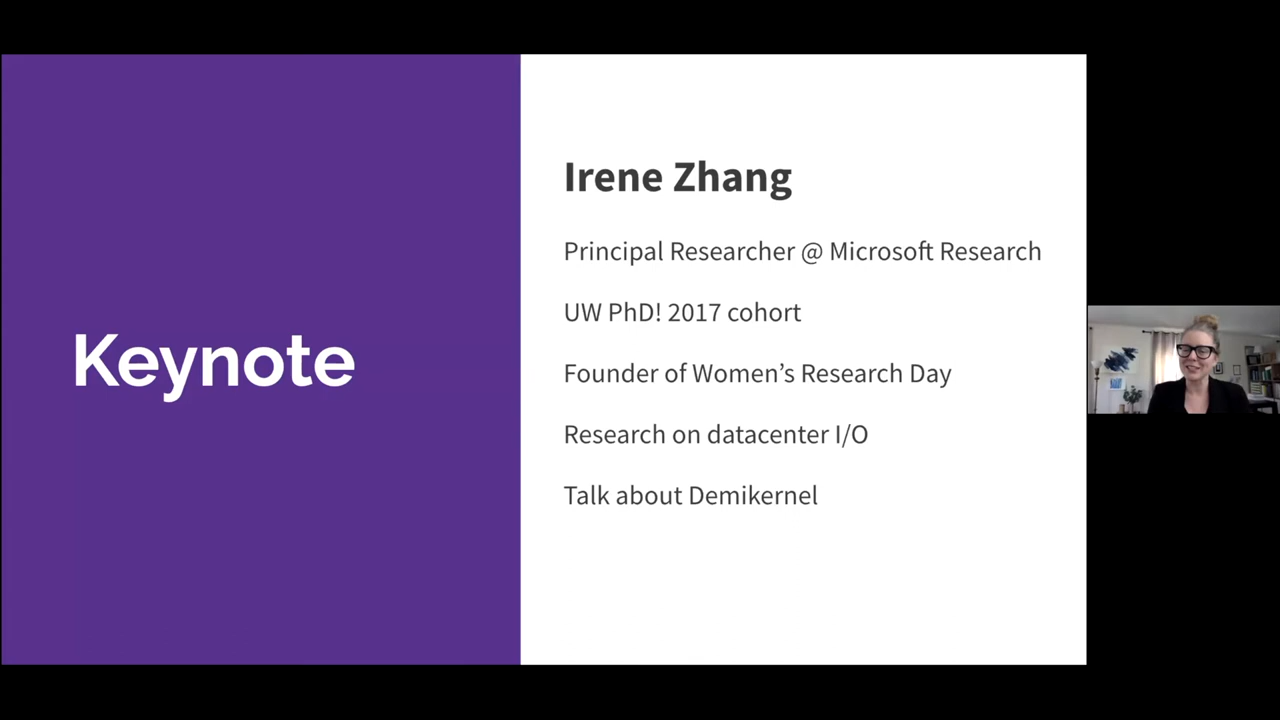 Keynote
Irene Zhang
Principal Researcher @ Microsoft Research
UW PhD! 2017 cohort
Founder of Women’s Research Day
Research on datacenter I/O
Talk about Demikernel